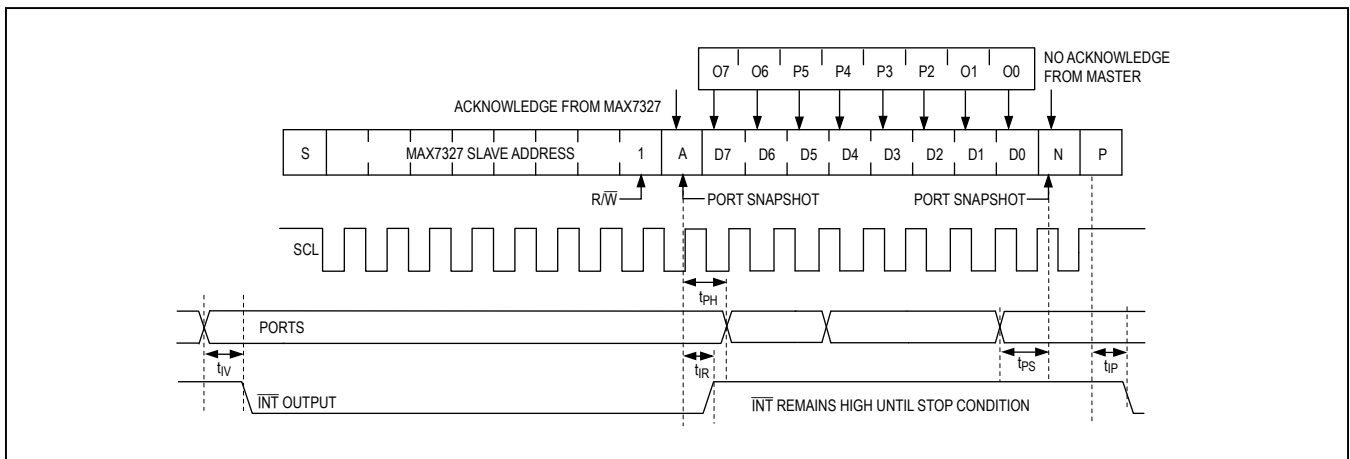 O7 O6 P5 P4 P3 P2 O1 O0
NO ACKNOWLEDGE
FROM MASTER
ACKNOWLEDGE FROM MAX7327
S MAX7327 SLAVE ADDRESS 1 A D7 D6 D5 D4 D3 D2 D1 D0 N P
R/W̅ PORT SNAPSHOT PORT SNAPSHOT
SCL
tPH
PORTS
tIV tIR tPS tIP
I̅N̅T̅ OUTPUT I̅N̅T̅ REMAINS HIGH UNTIL STOP CONDITION